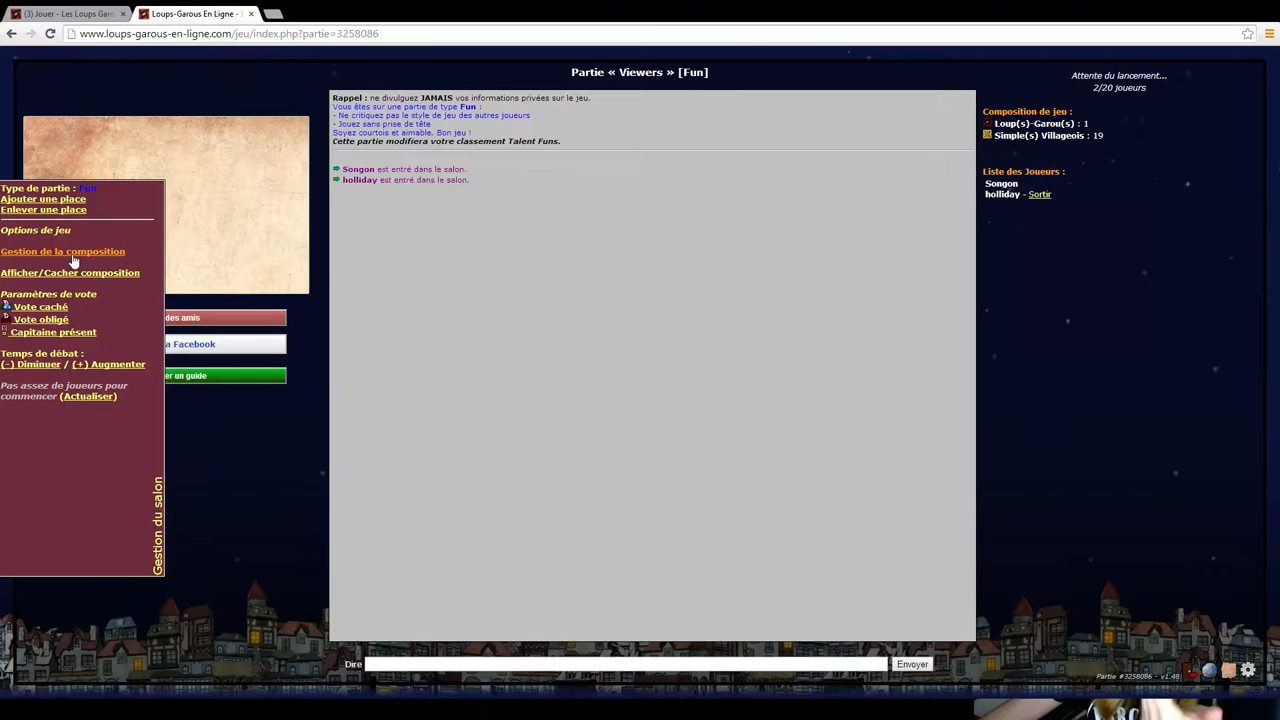 (3) Jouer - Les Loups Garo
Loups-Garous En Ligne - J
www.loups-garous-en-ligne.com/jeu/index.php?partie=3258086
Partie « Viewers » [Fun]
Attente du lancement...
2/20 joueurs
Rappel : ne divulguez JAMAIS vos informations privées sur le jeu.
Vous êtes sur une partie de type Fun :
- Ne critiquez pas le style de jeu des autres joueurs
- Jouez sans prise de tête
Soyez courtois et aimable. Bon jeu !
Cette partie modifiera votre classement Talent Funs.
Songon est entré dans le salon.
holliday est entré dans le salon.
Composition de jeu :
Loup(s)-Garou(s) : 1
Simple(s) Villageois : 19
Liste des Joueurs :
Songon
holliday - Sortir
Type de partie : Fun
Ajouter une place
Enlever une place
Options de jeu
Gestion de la composition
Afficher/Cacher composition
Paramètres de vote
Vote caché
Vote obligé
Capitaine présent
Temps de débat :
(-) Diminuer / (+) Augmenter
Pas assez de joueurs pour
commencer (Actualiser)
Gestion du salon
des amis
a Facebook
er un guide
Dire
Envoyer
Partie #3258086 - v1.48